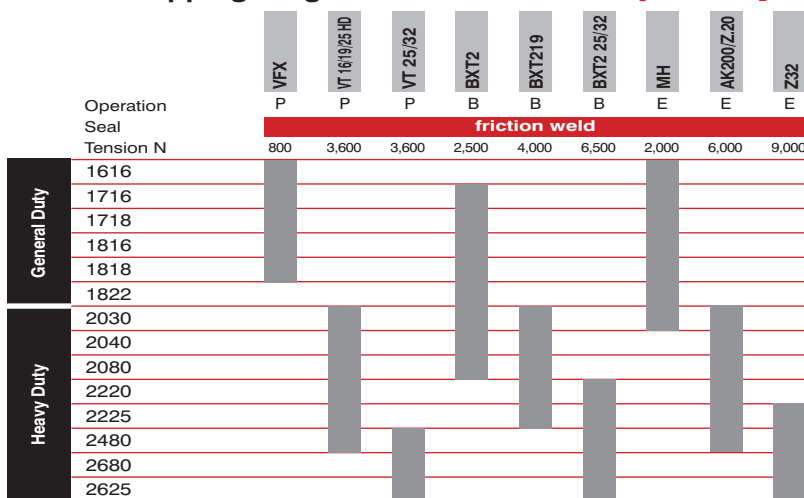 VFX VT 16/19/25 HD VT 25/32 BXT2 BXT219 BXT2 25/32 MH AK200/Z.20 Z32
Operation P P P B B B E E E
Seal friction weld
Tension N 800 3,600 3,600 2,500 4,000 6,500 2,000 6,000 9,000
General Duty
1616
1716
1718
1816
1818
1822
Heavy Duty
2030
2040
2080
2220
2225
2480
2680
2625